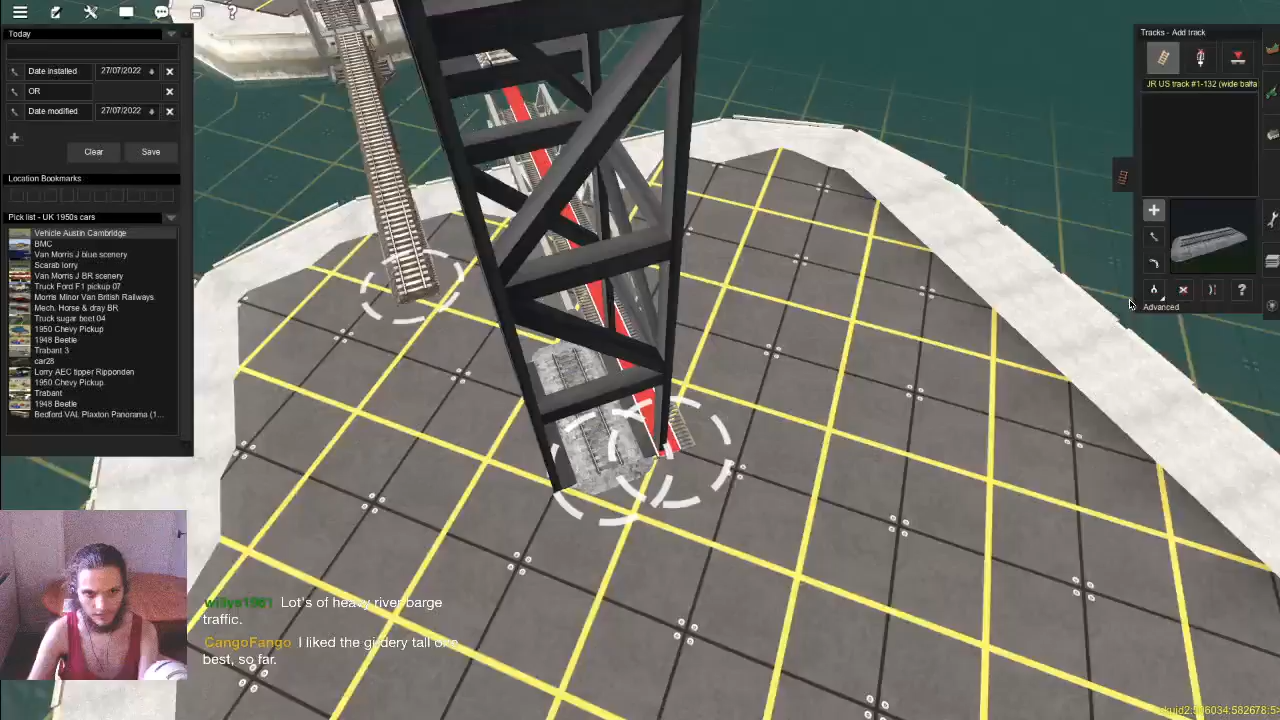 Today
Date installed 27/07/2022
OR
Date modified 27/07/2022
Clear Save
Location Bookmarks
Pick list - UK 1950s cars
Vehicle Austin Cambridge
BMC
Van Morris J blue scenery
Scarab lorry
Van Morris J BR scenery
Truck Ford F1 pickup 07
Morris Minor Van British Railways
Mech. Horse & dray BR
Truck sugar beet 04
1950 Chevy Pickup
1948 Beetle
Trabant 3
car28
Lorry AEC tipper Ripponden
1950 Chevy Pickup
Trabant
1948 Beetle
Bedford VAL Plaxton Panorama (1...
Tracks - Add track
JR US track #1-132 (wide balla
Advanced
Lot's of heavy river barge
traffic.
CangoFango I liked the girdery tall one
best, so far.